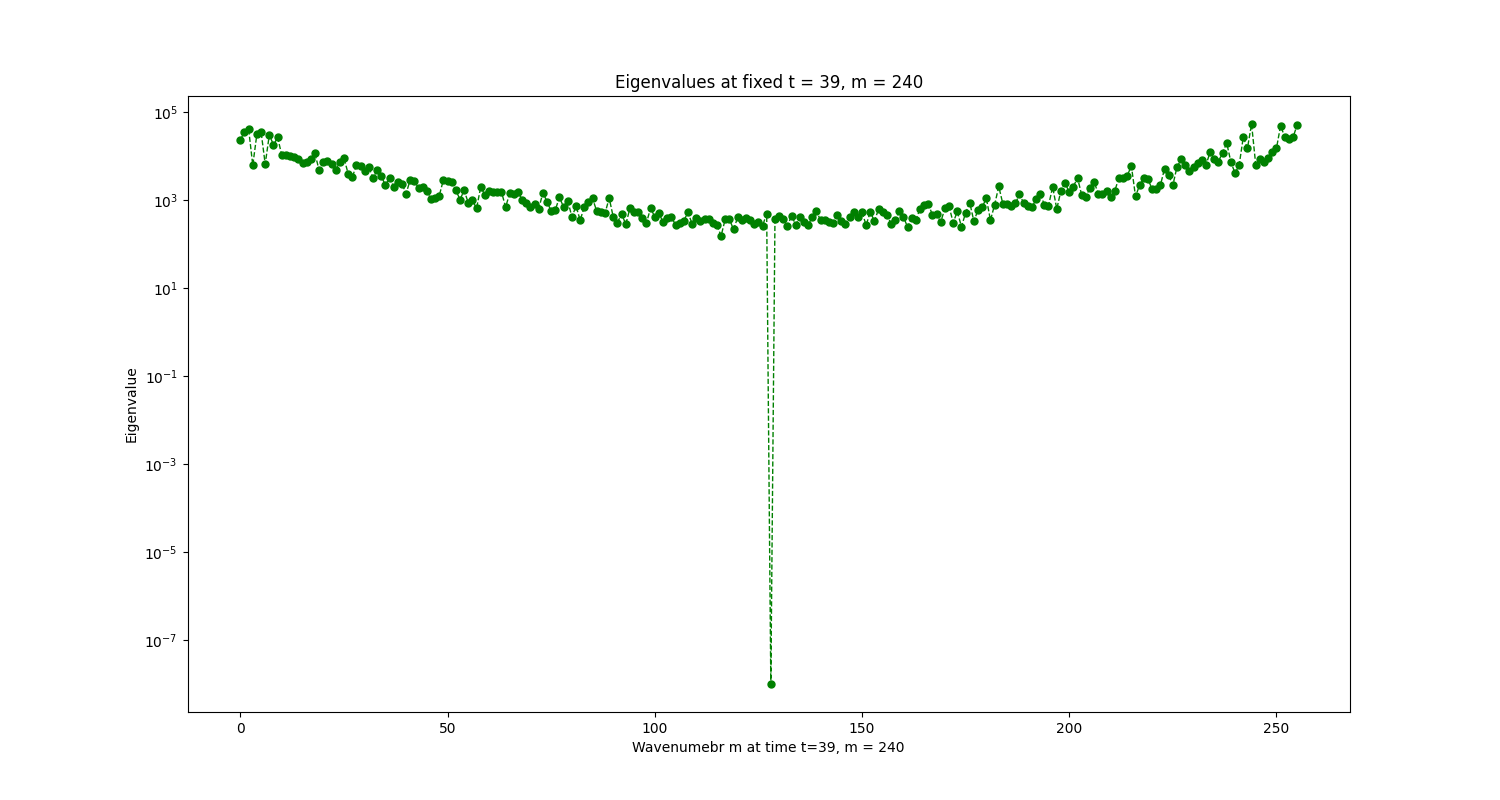 Eigenvalues at fixed t = 39, m = 240
10^5
10^3
10^1
10^-1
10^-3
10^-5
10^-7
Eigenvalue
0 50 100 150 200 250
Wavenumebr m at time t=39, m = 240